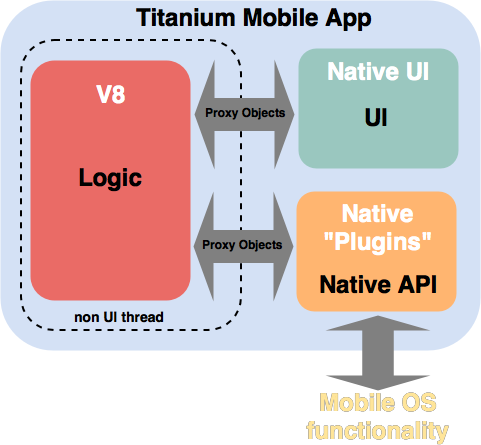 Titanium Mobile App
V8
Logic
non UI thread
Proxy Objects
Native UI
UI
Proxy Objects
Native
"Plugins"
Native API
Mobile OS
functionality